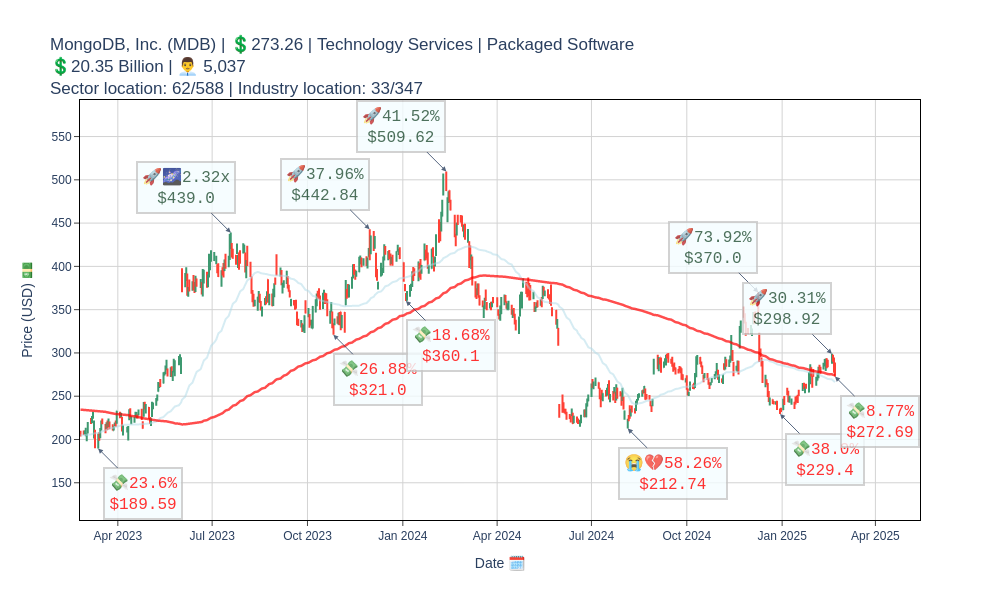 MongoDB, Inc. (MDB) | 💲273.26 | Technology Services | Packaged Software
💲20.35 Billion | 👨‍💼 5,037
Sector location: 62/588 | Industry location: 33/347
🚀41.52%
$509.62
🚀🌌2.32x
$439.0
🚀37.96%
$442.84
🚀73.92%
$370.0
🚀30.31%
$298.92
💸18.68%
$360.1
💸26.88%
$321.0
💸8.77%
$272.69
💸38.0%
$229.4
😭💔58.26%
$212.74
💸23.6%
$189.59
550
500
450
400
350
300
250
200
150
Price (USD) 💵
Apr 2023
Jul 2023
Oct 2023
Jan 2024
Apr 2024
Jul 2024
Oct 2024
Jan 2025
Apr 2025
Date 🗓️